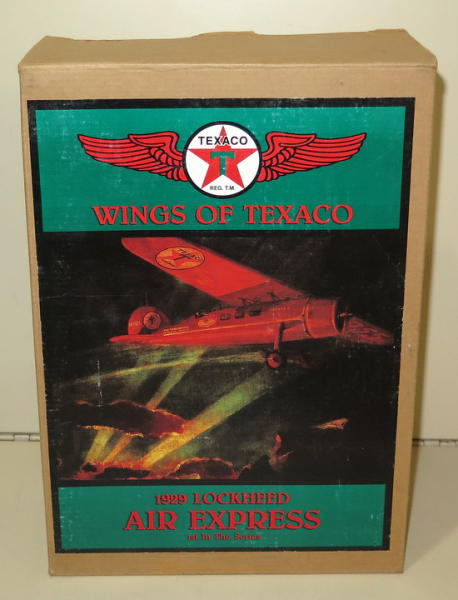 TEXACO
T
REG. T.M.
WINGS OF TEXACO
1929 LOCKHEED
AIR EXPRESS
1st In The Series